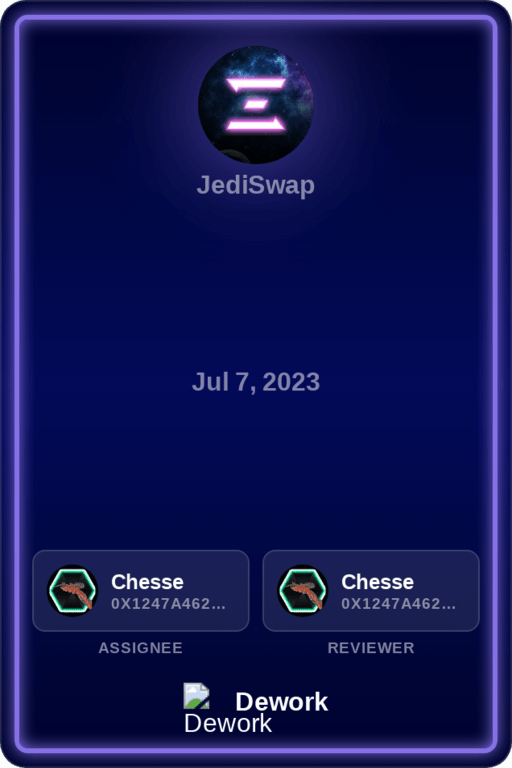 JediSwap
Jul 7, 2023
Chesse
0X1247A462...
ASSIGNEE
Chesse
0X1247A462...
REVIEWER
Dework
Dework